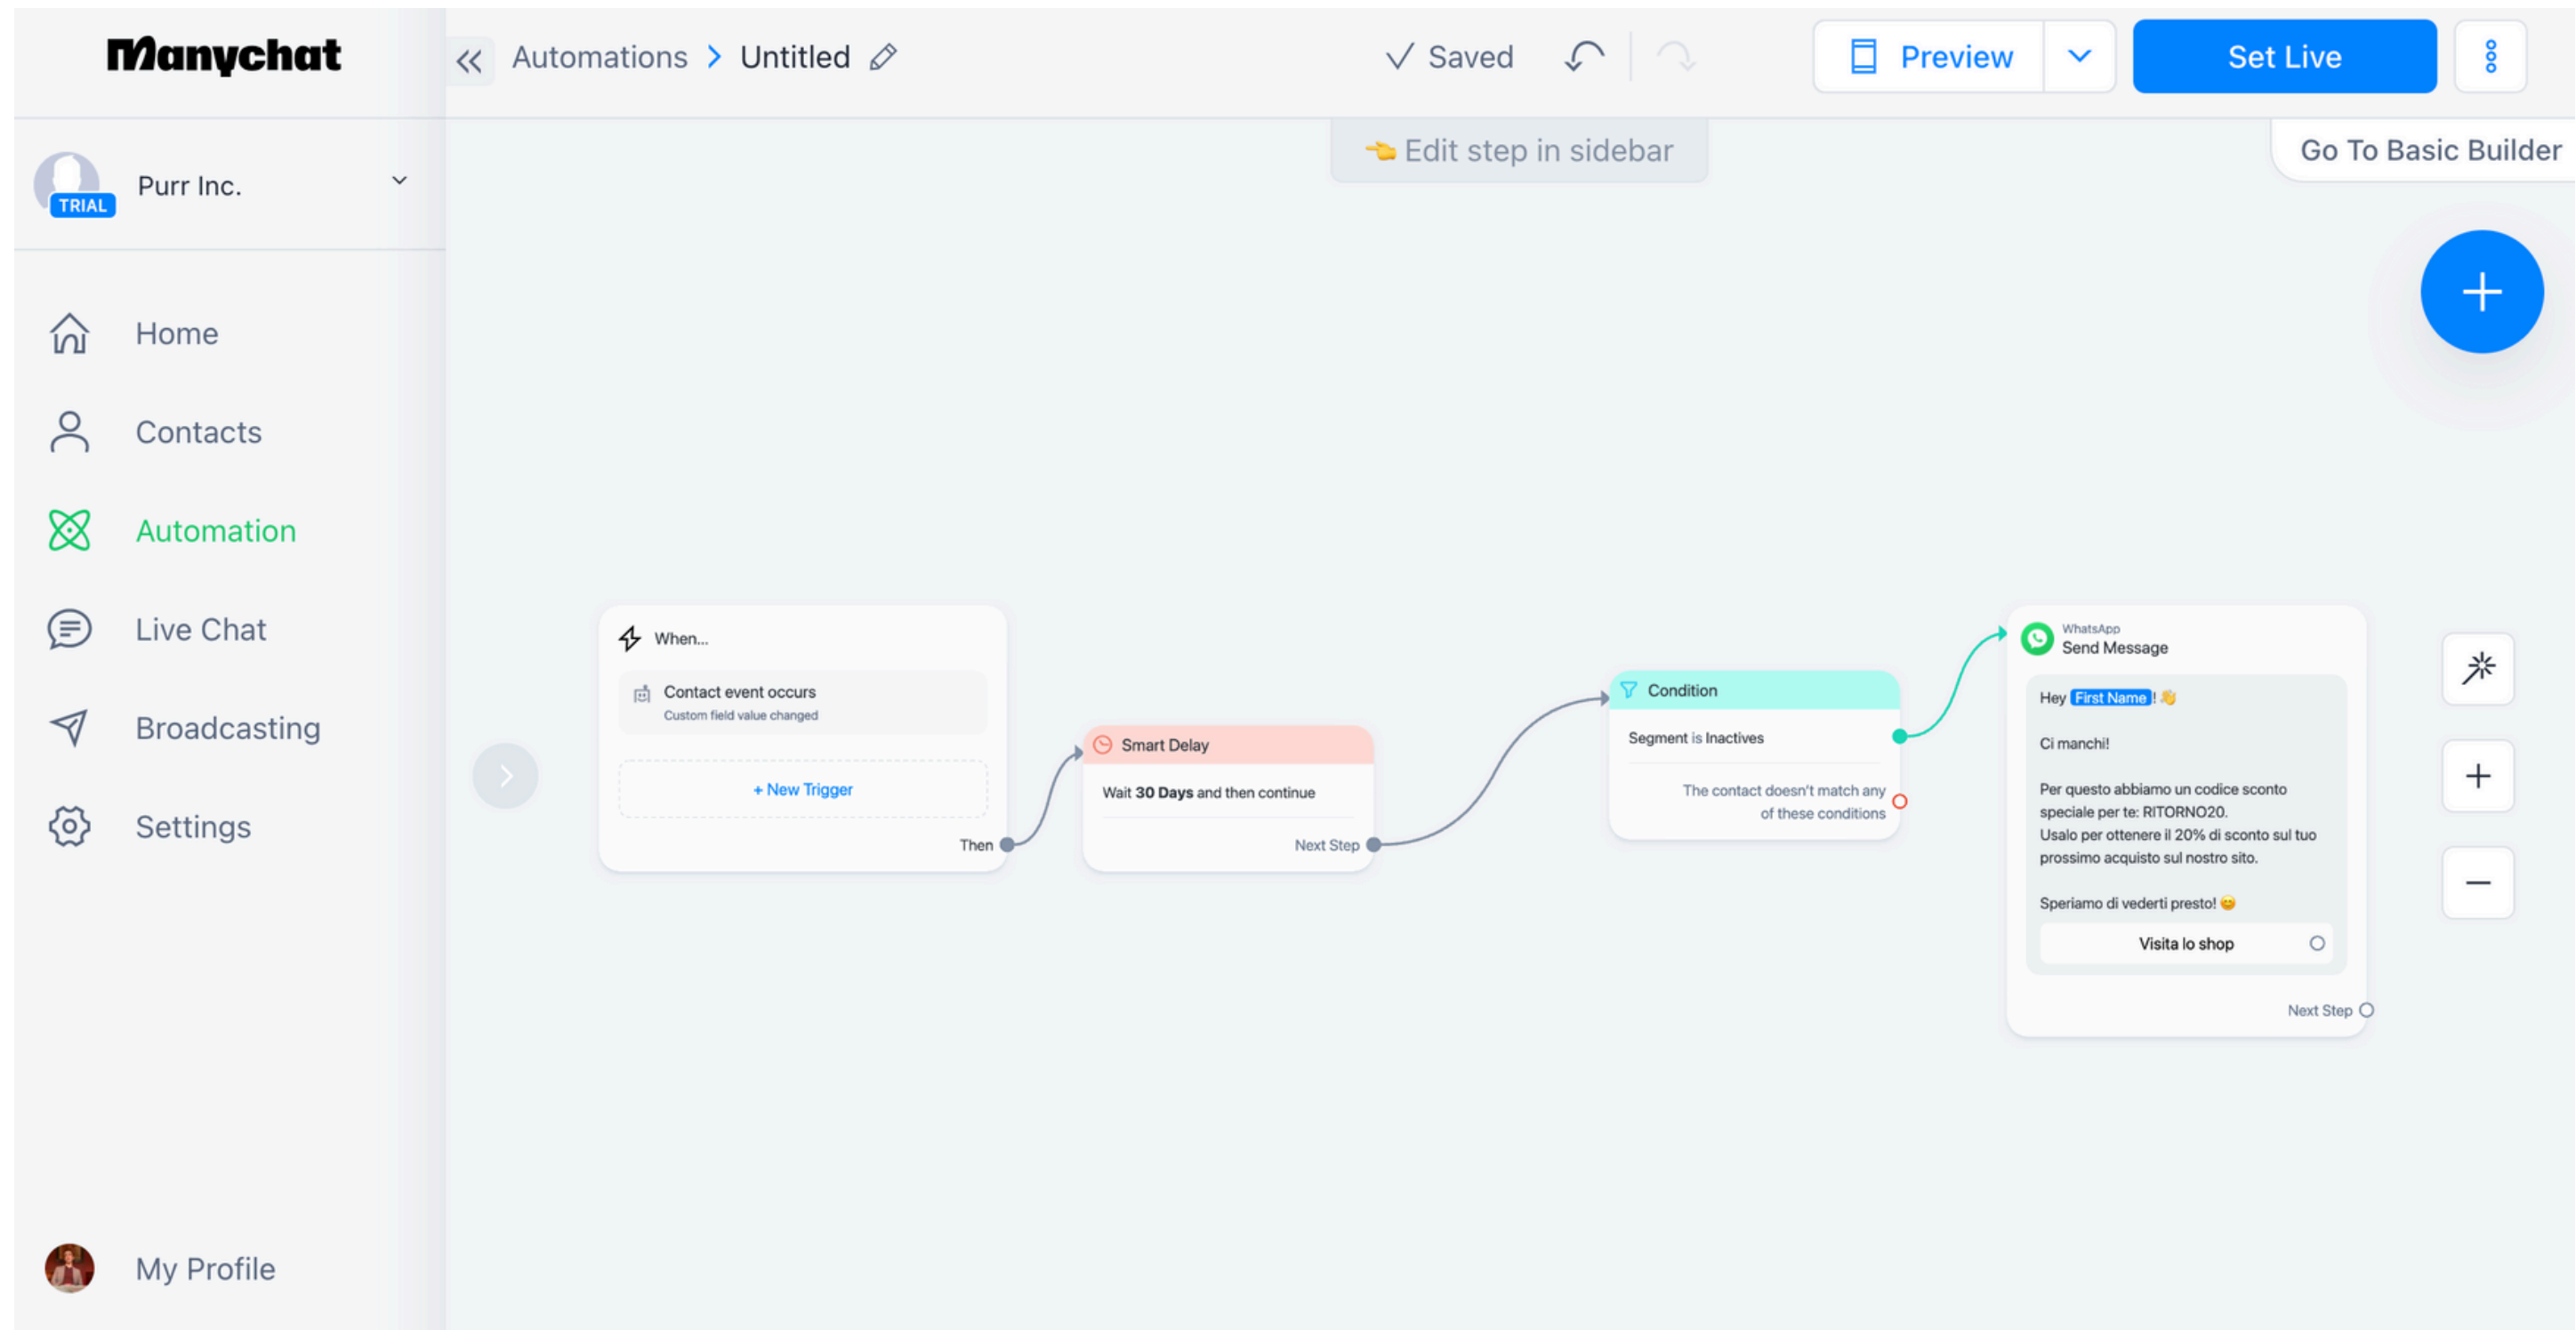 Manychat
Automations
Untitled
Saved
Preview
Set Live
👈 Edit step in sidebar
Go To Basic Builder
TRIAL
Purr Inc.
Home
Contacts
Automation
Live Chat
Broadcasting
Settings
My Profile
When...
Contact event occurs
Custom field value changed
+ New Trigger
Then
Smart Delay
Wait 30 Days and then continue
Next Step
Condition
Segment is Inactives
The contact doesn't match any
of these conditions
WhatsApp
Send Message
Hey First Name! 👋
Ci manchi!
Per questo abbiamo un codice sconto
speciale per te: RITORNO20.
Usalo per ottenere il 20% di sconto sul tuo
prossimo acquisto sul nostro sito.
Speriamo di vederti presto! 😊
Visita lo shop
Next Step